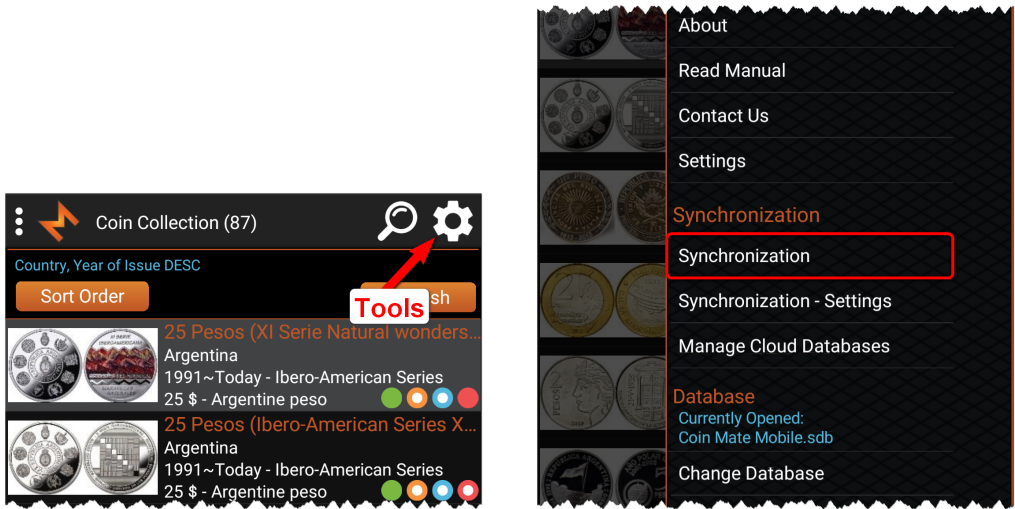 Coin Collection (87)
Country, Year of Issue DESC
Sort Order
sh
Tools
25 Pesos (XI Serie Natural wonders...
Argentina
1991~Today - Ibero-American Series
25 $ - Argentine peso
25 Pesos (Ibero-American Series X...
Argentina
1991~Today - Ibero-American Series
25 $ - Argentine peso
About
Read Manual
Contact Us
Settings
Synchronization
Synchronization
Synchronization - Settings
Manage Cloud Databases
Database
Currently Opened:
Coin Mate Mobile.sdb
Change Database